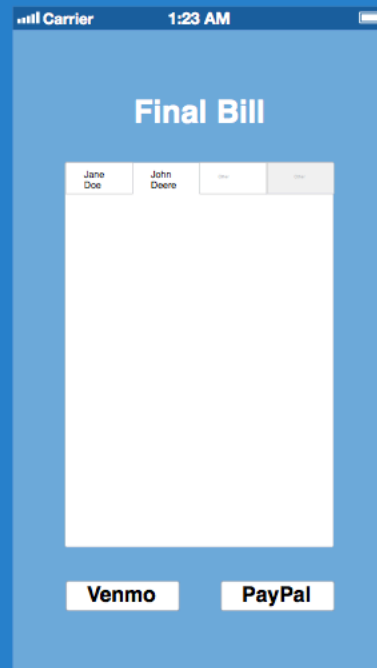 Carrier 1:23 AM
Final Bill
Jane John
Doe Deere
Venmo PayPal